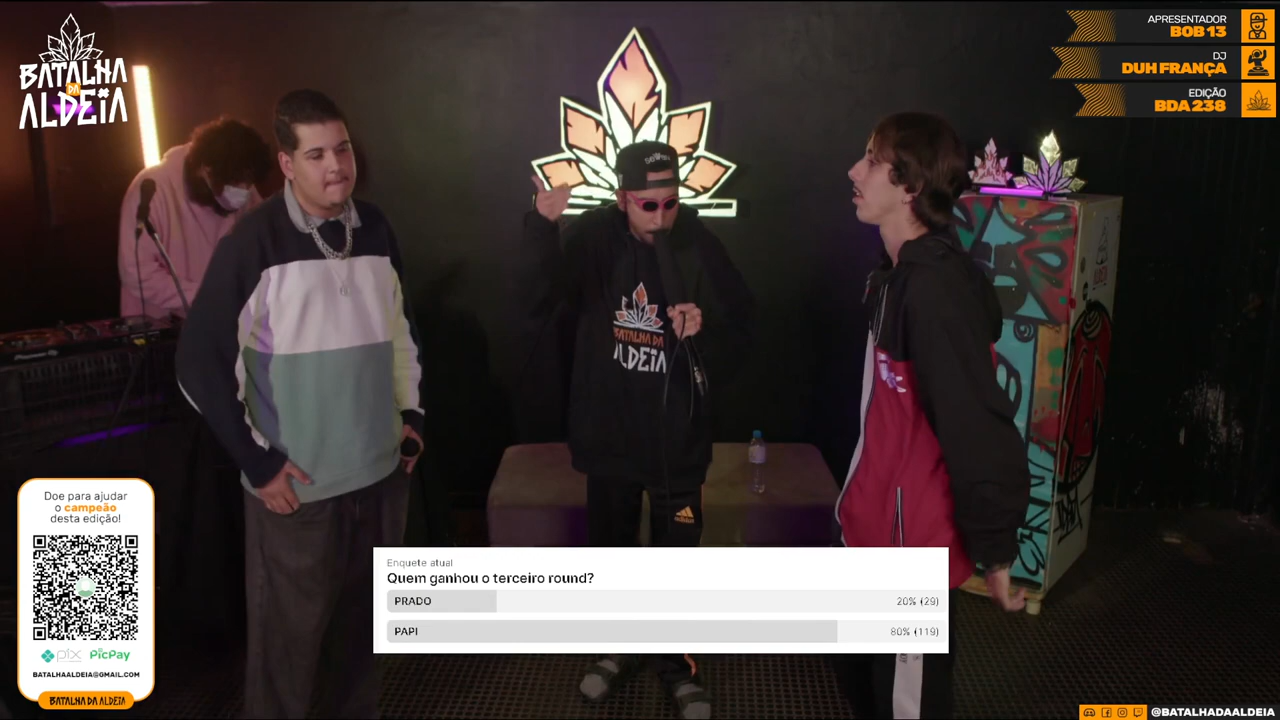 BATALHA
DA
ALDEIA
APRESENTADOR
BOB 13
DJ
DUH FRANÇA
EDIÇÃO
BDA 238
BATALHA DA
ALDEIA
adidas
Doe para ajudar
o campeão
desta edição!
pix PicPay
BATALHAALDEIA@GMAIL.COM
BATALHA DA ALDEIA
Enquete atual
Quem ganhou o terceiro round?
PRADO 20% (29)
PAPI 80% (119)
@BATALHADAALDEIA